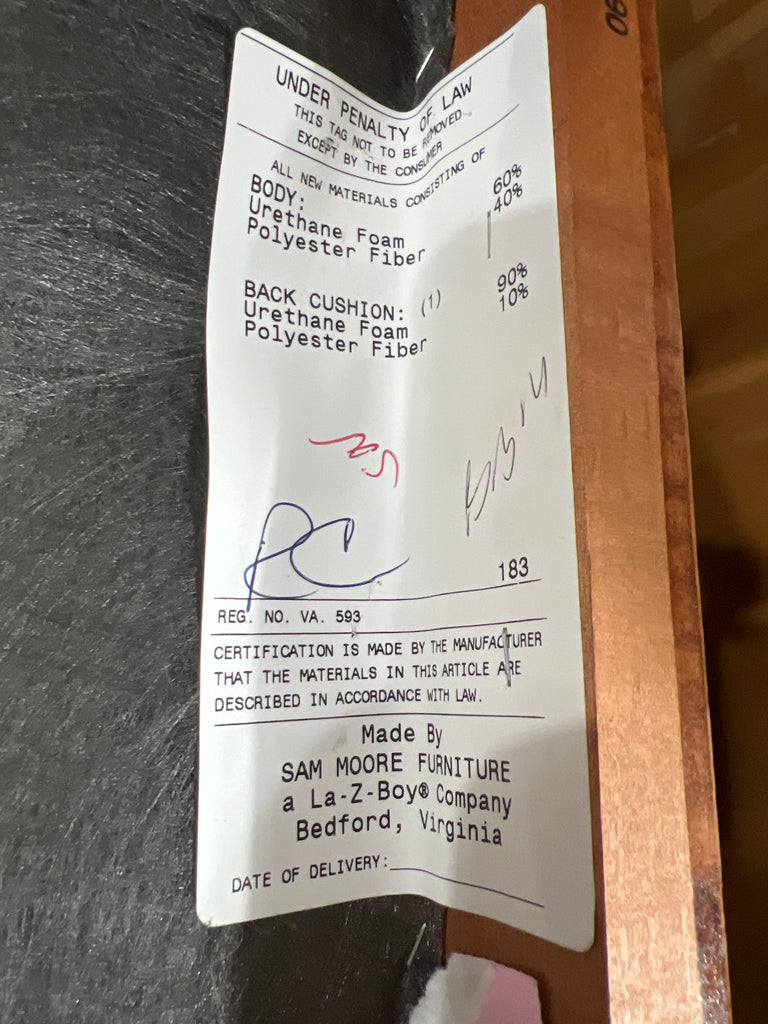 UNDER PENALTY OF LAW
THIS TAG NOT TO BE REMOVED
EXCEPT BY THE CONSUMER
ALL NEW MATERIALS CONSISTING OF
BODY:
Urethane Foam 60%
Polyester Fiber 40%
BACK CUSHION: (1)
Urethane Foam 90%
Polyester Fiber 10%
RC
183
REG. NO. VA. 593
CERTIFICATION IS MADE BY THE MANUFACTURER
THAT THE MATERIALS IN THIS ARTICLE ARE
DESCRIBED IN ACCORDANCE WITH LAW.
Made By
SAM MOORE FURNITURE
a La-Z-Boy® Company
Bedford, Virginia
DATE OF DELIVERY: